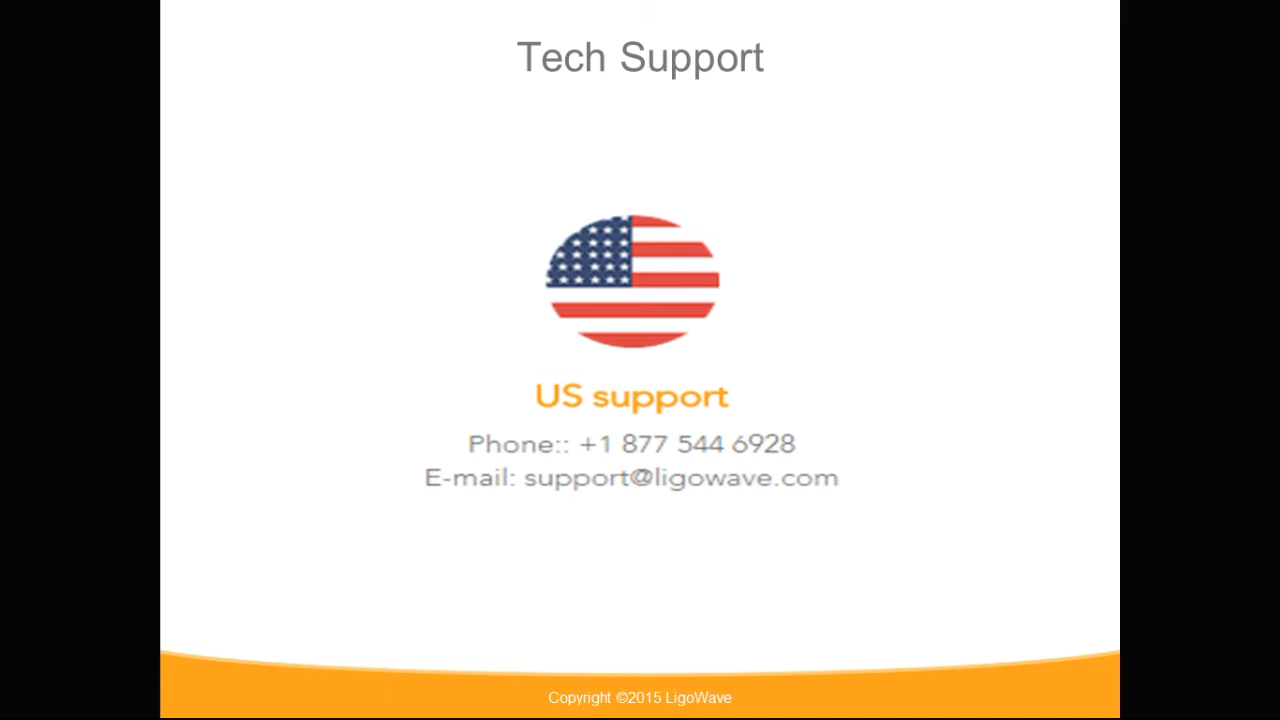 Tech Support
US support
Phone:: +1 877 544 6928
E-mail: support@ligowave.com
Copyright ©2015 LigoWave